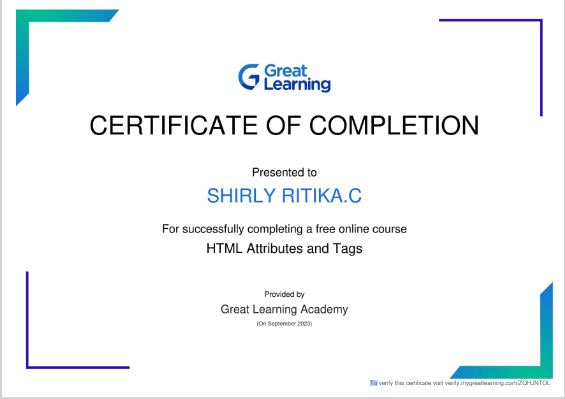 Great
Learning
CERTIFICATE OF COMPLETION
Presented to
SHIRLY RITIKA.C
For successfully completing a free online course
HTML Attributes and Tags
Provided by
Great Learning Academy
(On September 2023)
To verify this certificate visit verify.mygreatlearning.com/ZOHJNTOL